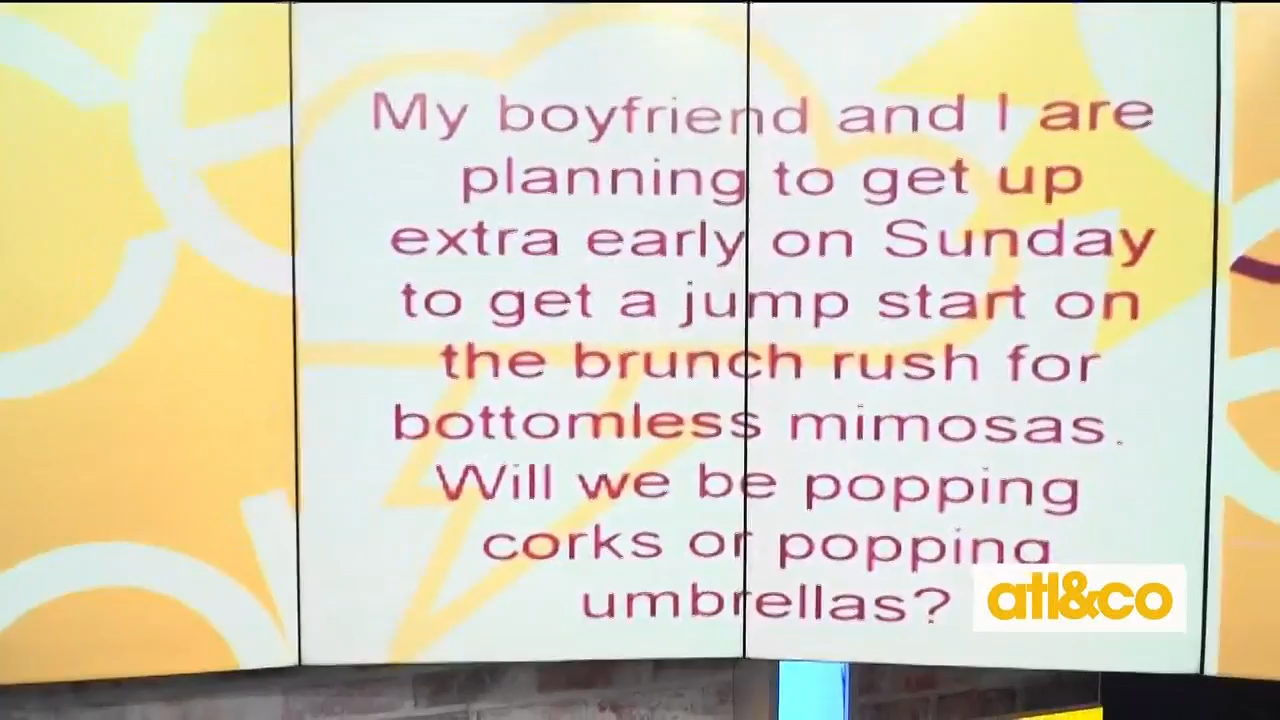 My boyfriend and I are
planning to get up
extra early on Sunday
to get a jump start on
the brunch rush for
bottomless mimosas.
Will we be popping
corks or popping
umbrellas?
atl&co